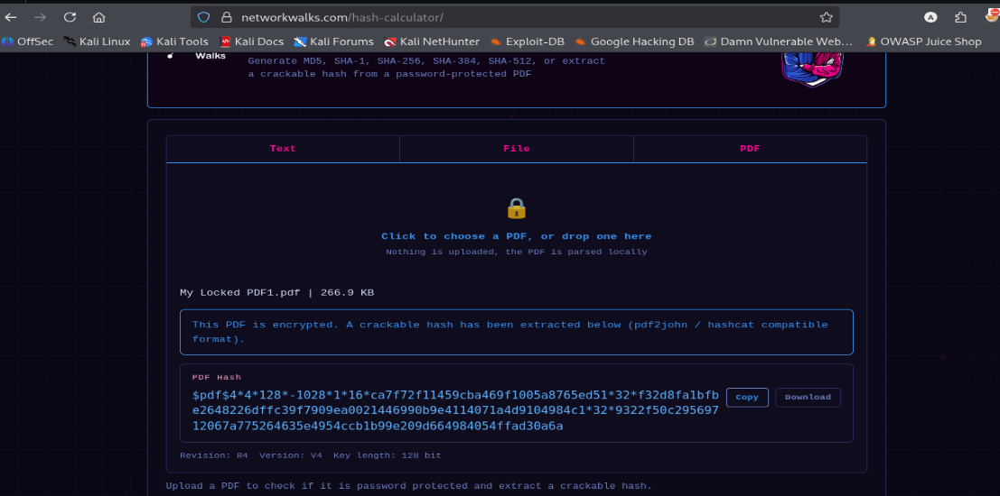 networkwalks.com/hash-calculator/
A
OffSec Kali Linux Kali Tools Kali Docs Kali Forums Kali NetHunter Exploit-DB Google Hacking DB Damn Vulnerable Web… OWASP Juice Shop
Walks
Generate MD5, SHA-1, SHA-256, SHA-384, SHA-512, or extract
a crackable hash from a password-protected PDF
Text File PDF
Click to choose a PDF, or drop one here
Nothing is uploaded, the PDF is parsed locally
My Locked PDF1.pdf | 266.9 KB
This PDF is encrypted. A crackable hash has been extracted below (pdf2john / hashcat compatible
format).
PDF Hash
$pdf$4*4*128*-1028*1*16*ca7f72f11459cba469f1005a8765ed51*32*f32d8fa1bfb
e2648226dffc39f7909ea0021446990b9e4114071a4d9104984c1*32*9322f50c295697
12067a775264635e4954ccb1b99e209d664984054ffad30a6a
Copy Download
Revision: R4 Version: V4 Key length: 128 bit
Upload a PDF to check if it is password protected and extract a crackable hash.